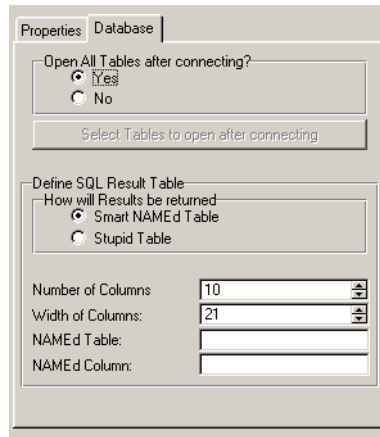 Properties Database
Open All Tables after connecting?
Yes
No
Select Tables to open after connecting
Define SQL Result Table
How will Results be returned
Smart NAMEd Table
Stupid Table
Number of Columns 10
Width of Columns: 21
NAMEd Table:
NAMEd Column: